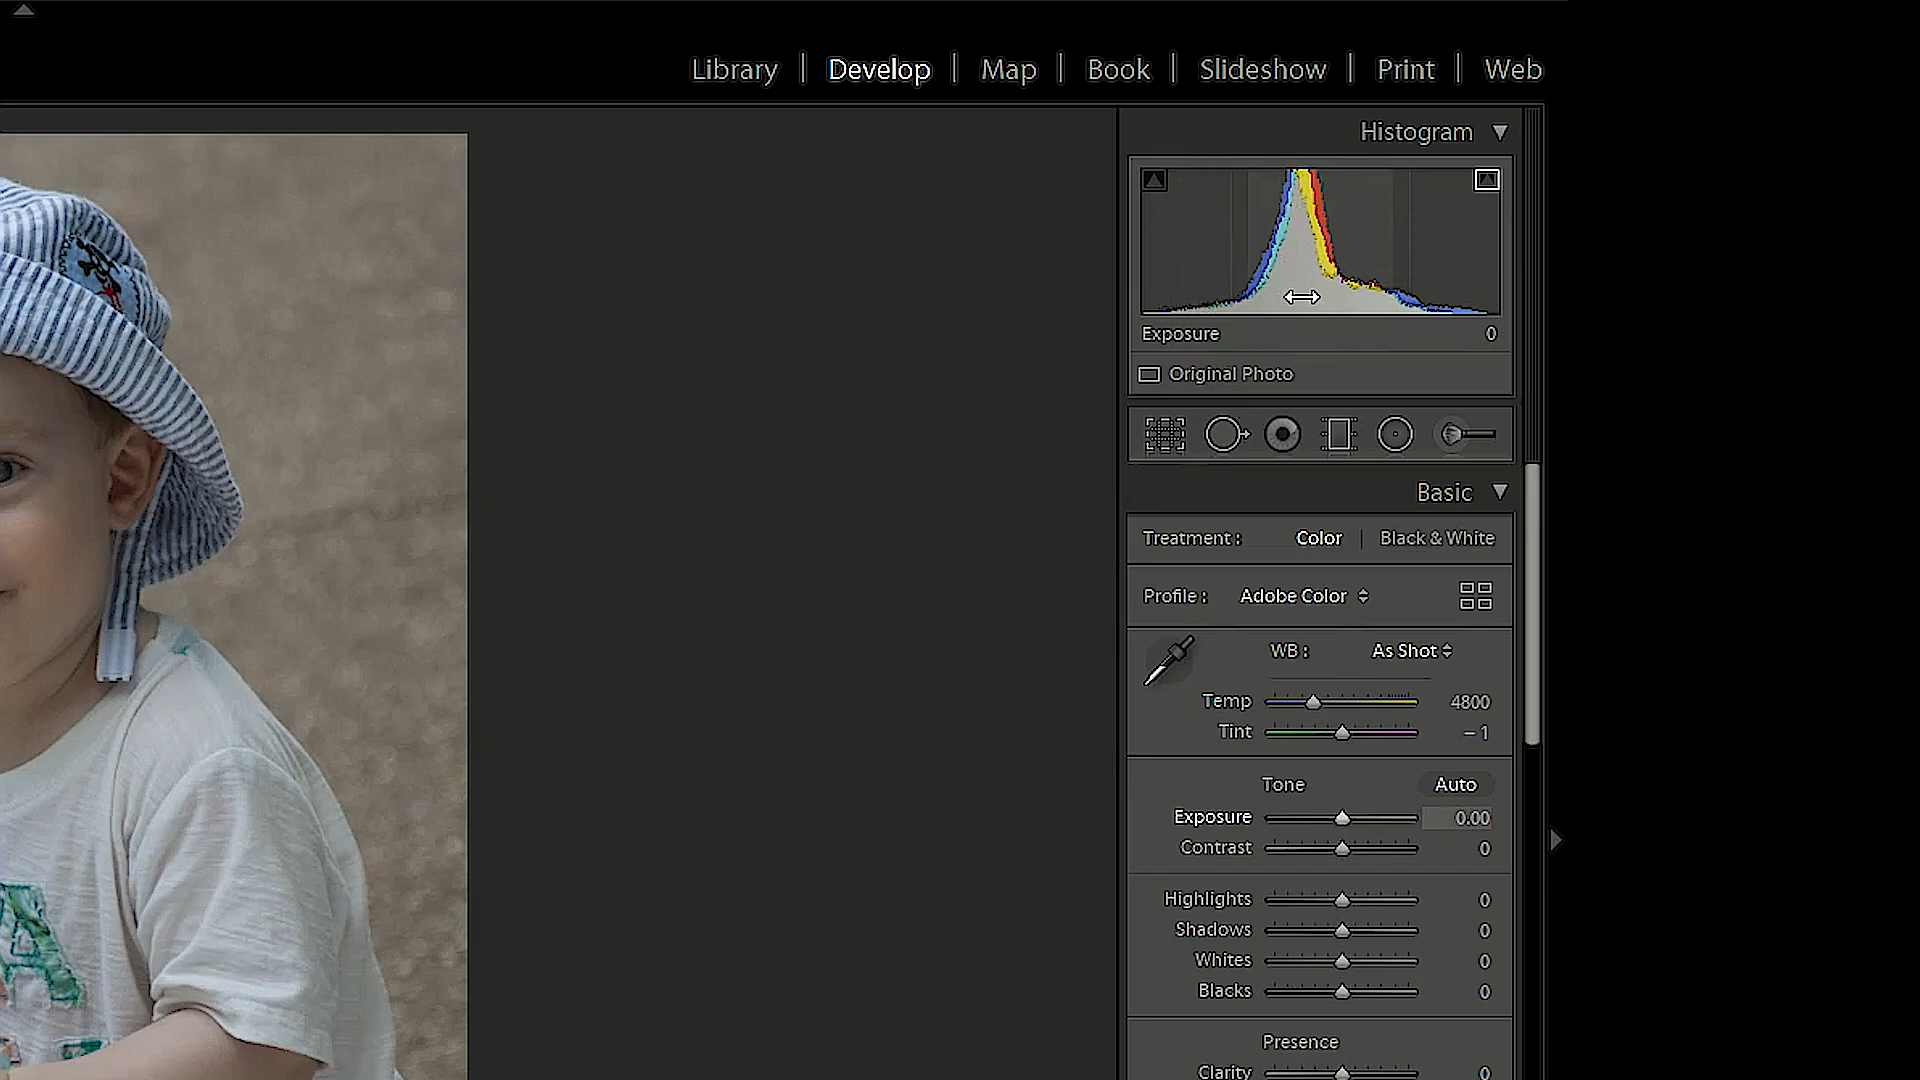 Library | Develop | Map | Book | Slideshow | Print | Web
Histogram
Exposure 0
Original Photo
Basic
Treatment : Color | Black & White
Profile : Adobe Color
WB : As Shot
Temp 4800
Tint – 1
Tone Auto
Exposure 0.00
Contrast 0
Highlights 0
Shadows 0
Whites 0
Blacks 0
Presence
Clarity 0